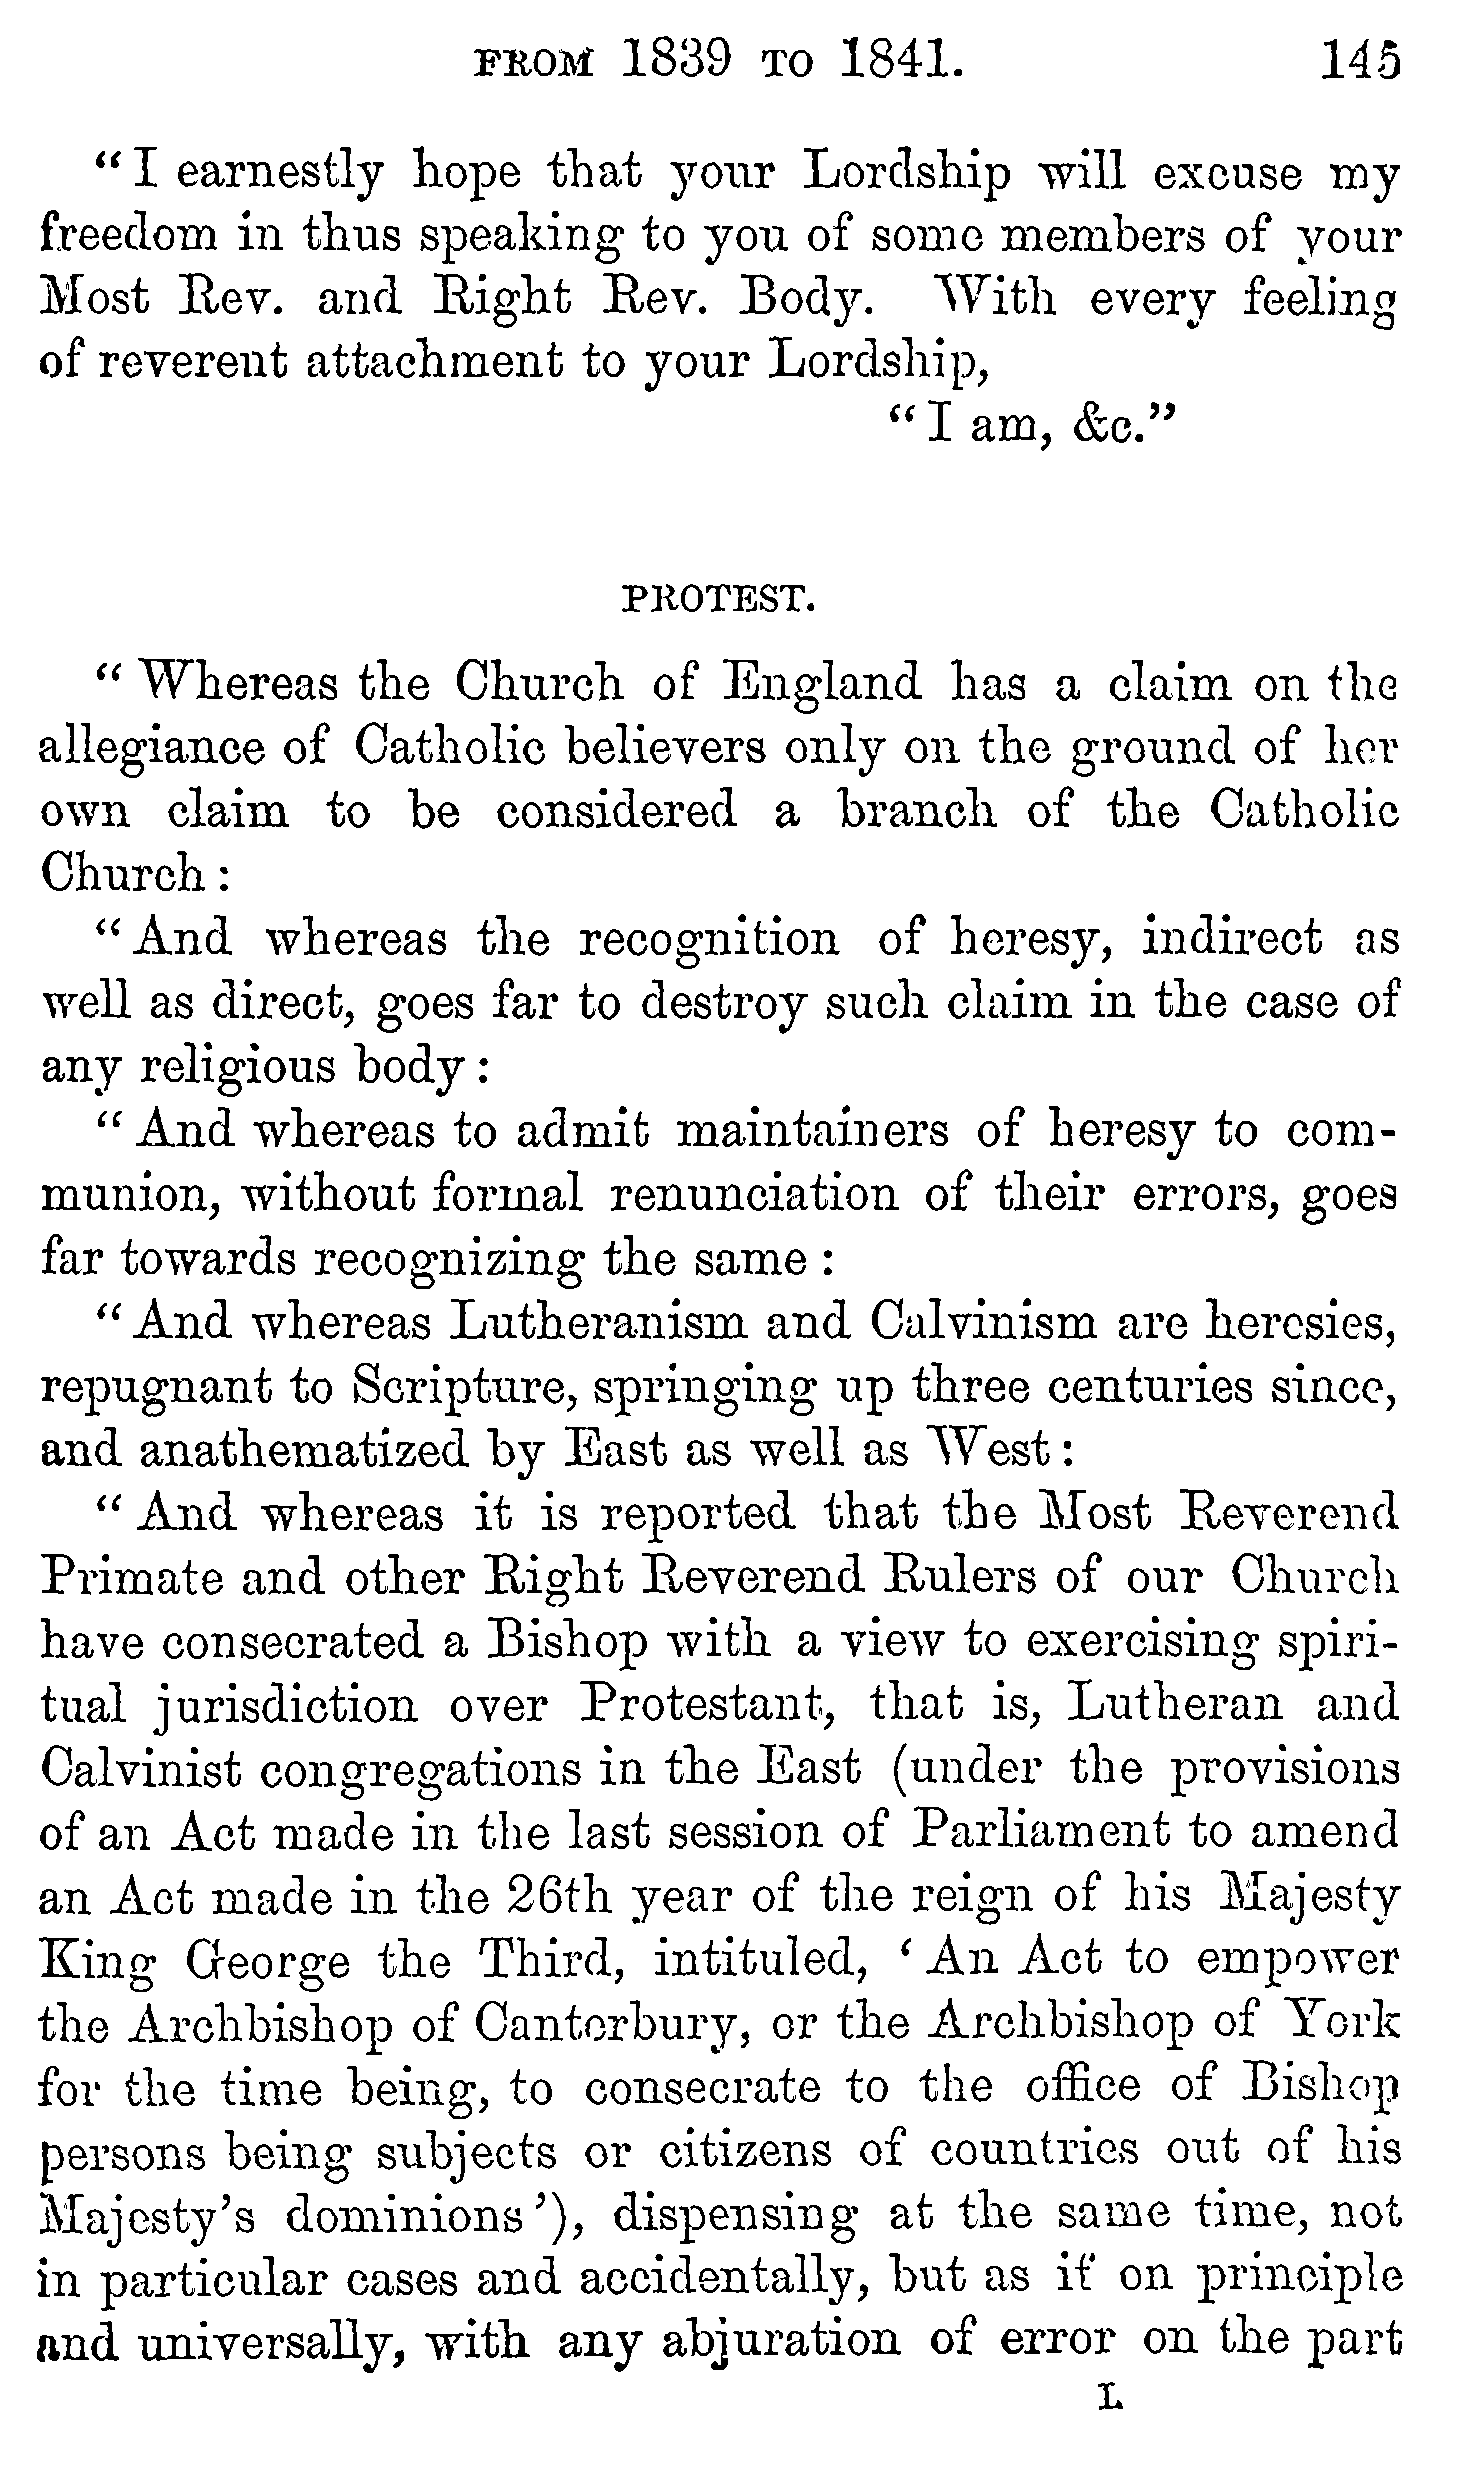 FROM 1839 TO 1841. 145
"I earnestly hope that your Lordship will excuse my
freedom in thus speaking to you of some members of your
Most Rev. and Right Rev. Body. With every feeling
of reverent attachment to your Lordship,
"I am, &c."
PROTEST.
"Whereas the Church of England has a claim on the
allegiance of Catholic believers only on the ground of her
own claim to be considered a branch of the Catholic
Church:
"And whereas the recognition of heresy, indirect as
well as direct, goes far to destroy such claim in the case of
any religious body:
"And whereas to admit maintainers of heresy to com-
munion, without formal renunciation of their errors, goes
far towards recognizing the same:
"And whereas Lutheranism and Calvinism are heresies,
repugnant to Scripture, springing up three centuries since,
and anathematized by East as well as West:
"And whereas it is reported that the Most Reverend
Primate and other Right Reverend Rulers of our Church
have consecrated a Bishop with a view to exercising spiri-
tual jurisdiction over Protestant, that is, Lutheran and
Calvinist congregations in the East (under the provisions
of an Act made in the last session of Parliament to amend
an Act made in the 26th year of the reign of his Majesty
King George the Third, intituled, 'An Act to empower
the Archbishop of Canterbury, or the Archbishop of York
for the time being, to consecrate to the office of Bishop
persons being subjects or citizens of countries out of his
Majesty's dominions'), dispensing at the same time, not
in particular cases and accidentally, but as if on principle
and universally, with any abjuration of error on the part
L